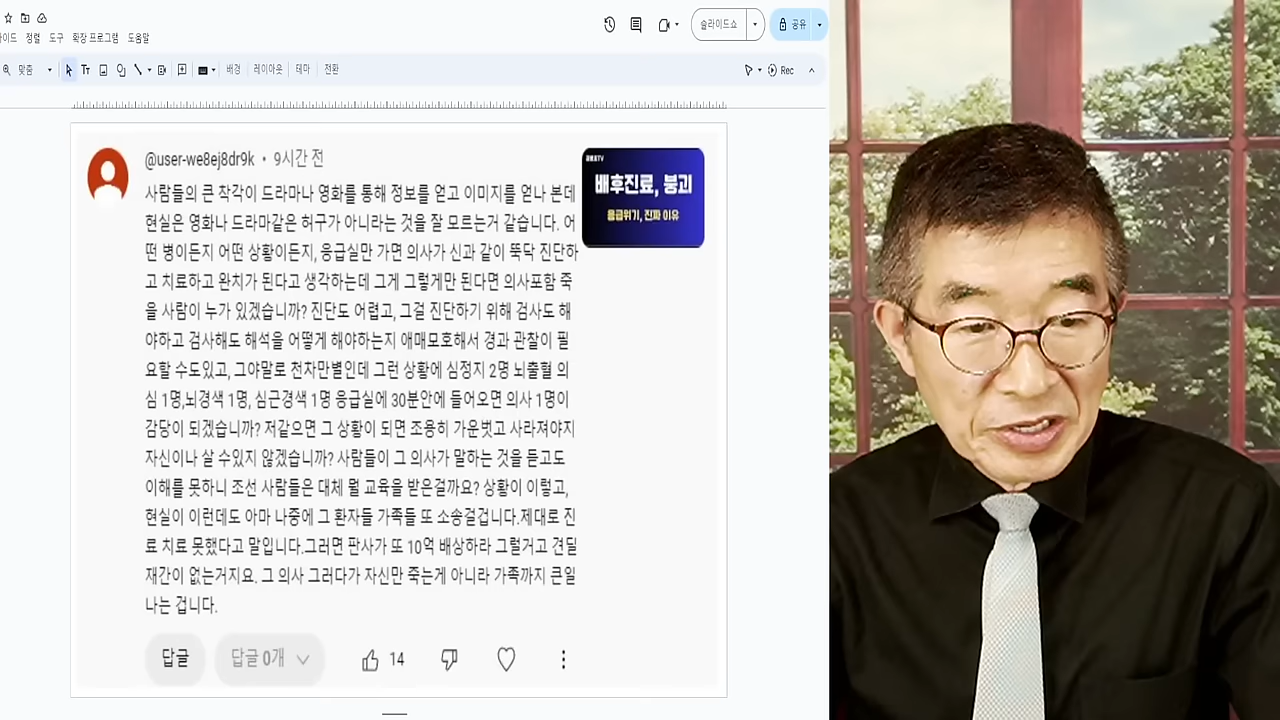 이드 정렬 도구 확장 프로그램 도움말
슬라이드쇼
공유
맞춤
배경 레이아웃 테마 전환
Rec
@user-we8ej8dr9k • 9시간 전
사람들의 큰 착각이 드라마나 영화를 통해 정보를 얻고 이미지를 얻나 본데
현실은 영화나 드라마같은 허구가 아니라는 것을 잘 모르는거 같습니다. 어
떤 병이든지 어떤 상황이든지, 응급실만 가면 의사가 신과 같이 뚝닥 진단하
고 치료하고 완치가 된다고 생각하는데 그게 그렇게만 된다면 의사포함 죽
을 사람이 누가 있겠습니까? 진단도 어렵고, 그걸 진단하기 위해 검사도 해
야하고 검사해도 해석을 어떻게 해야하는지 애매모호해서 경과 관찰이 필
요할 수도있고, 그야말로 천차만별인데 그런 상황에 심정지 2명 뇌출혈 의
심 1명,뇌경색 1명, 심근경색 1명 응급실에 30분안에 들어오면 의사 1명이
감당이 되겠습니까? 저같으면 그 상황이 되면 조용히 가운벗고 사라져야지
자신이나 살 수있지 않겠습니까? 사람들이 그 의사가 말하는 것을 듣고도
이해를 못하니 조선 사람들은 대체 뭘 교육을 받은걸까요? 상황이 이렇고,
현실이 이런데도 아마 나중에 그 환자들 가족들 또 소송걸겁니다.제대로 진
료 치료 못했다고 말입니다.그러면 판사가 또 10억 배상하라 그럴거고 견딜
재간이 없는거지요. 그 의사 그러다가 자신만 죽는게 아니라 가족까지 큰일
나는 겁니다.
배후진료, 붕괴
응급위기, 진짜 이유
답글
답글 0개
14